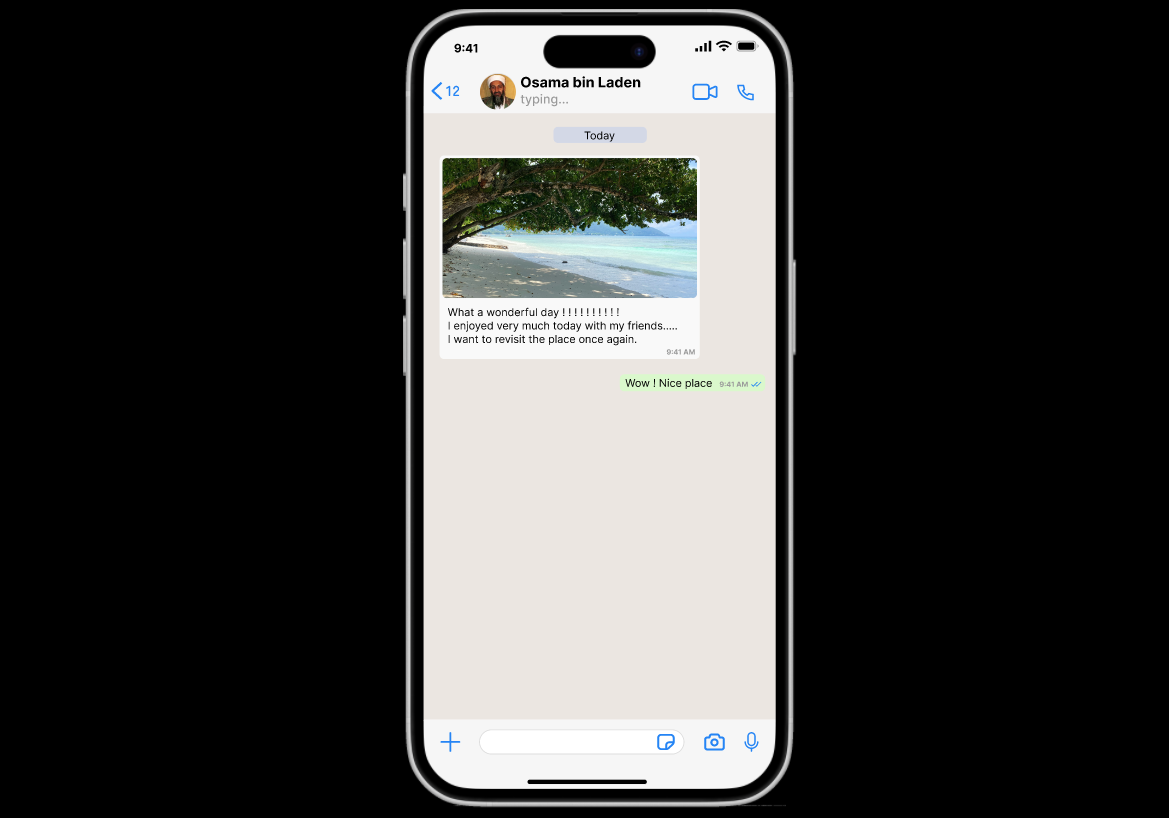 9:41
12
Osama bin Laden
typing...
Today
What a wonderful day ! ! ! ! ! ! ! ! ! !
I enjoyed very much today with my friends.....
I want to revisit the place once again.
9:41 AM
Wow ! Nice place 9:41 AM